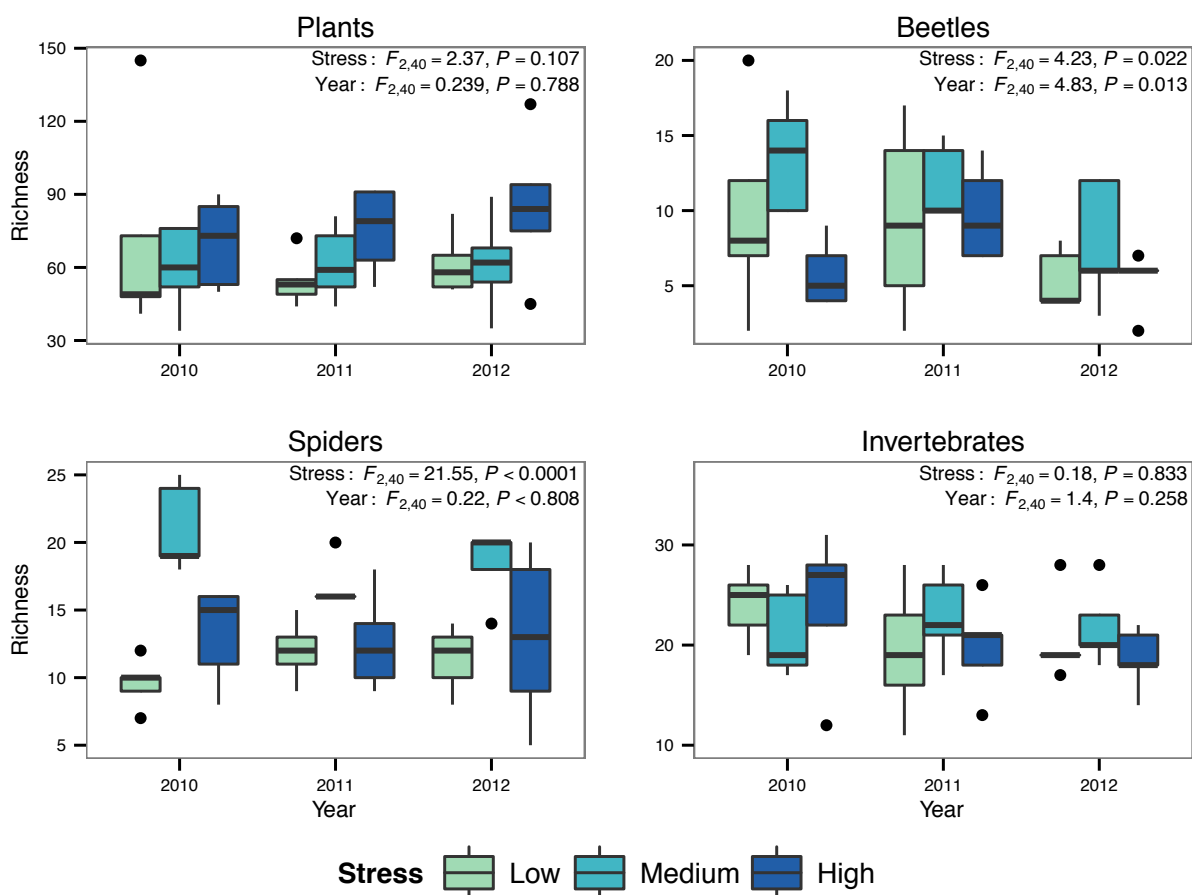 Plants
Stress : F2,40 = 2.37, P = 0.107
Year : F2,40 = 0.239, P = 0.788
Richness
150
120
90
60
30
2010 2011 2012
Beetles
Stress : F2,40 = 4.23, P = 0.022
Year : F2,40 = 4.83, P = 0.013
20
15
10
5
2010 2011 2012
Spiders
Stress : F2,40 = 21.55, P < 0.0001
Year : F2,40 = 0.22, P < 0.808
Richness
25
20
15
10
5
2010 2011 2012
Year
Invertebrates
Stress : F2,40 = 0.18, P = 0.833
Year : F2,40 = 1.4, P = 0.258
30
20
10
2010 2011 2012
Year
Stress Low Medium High